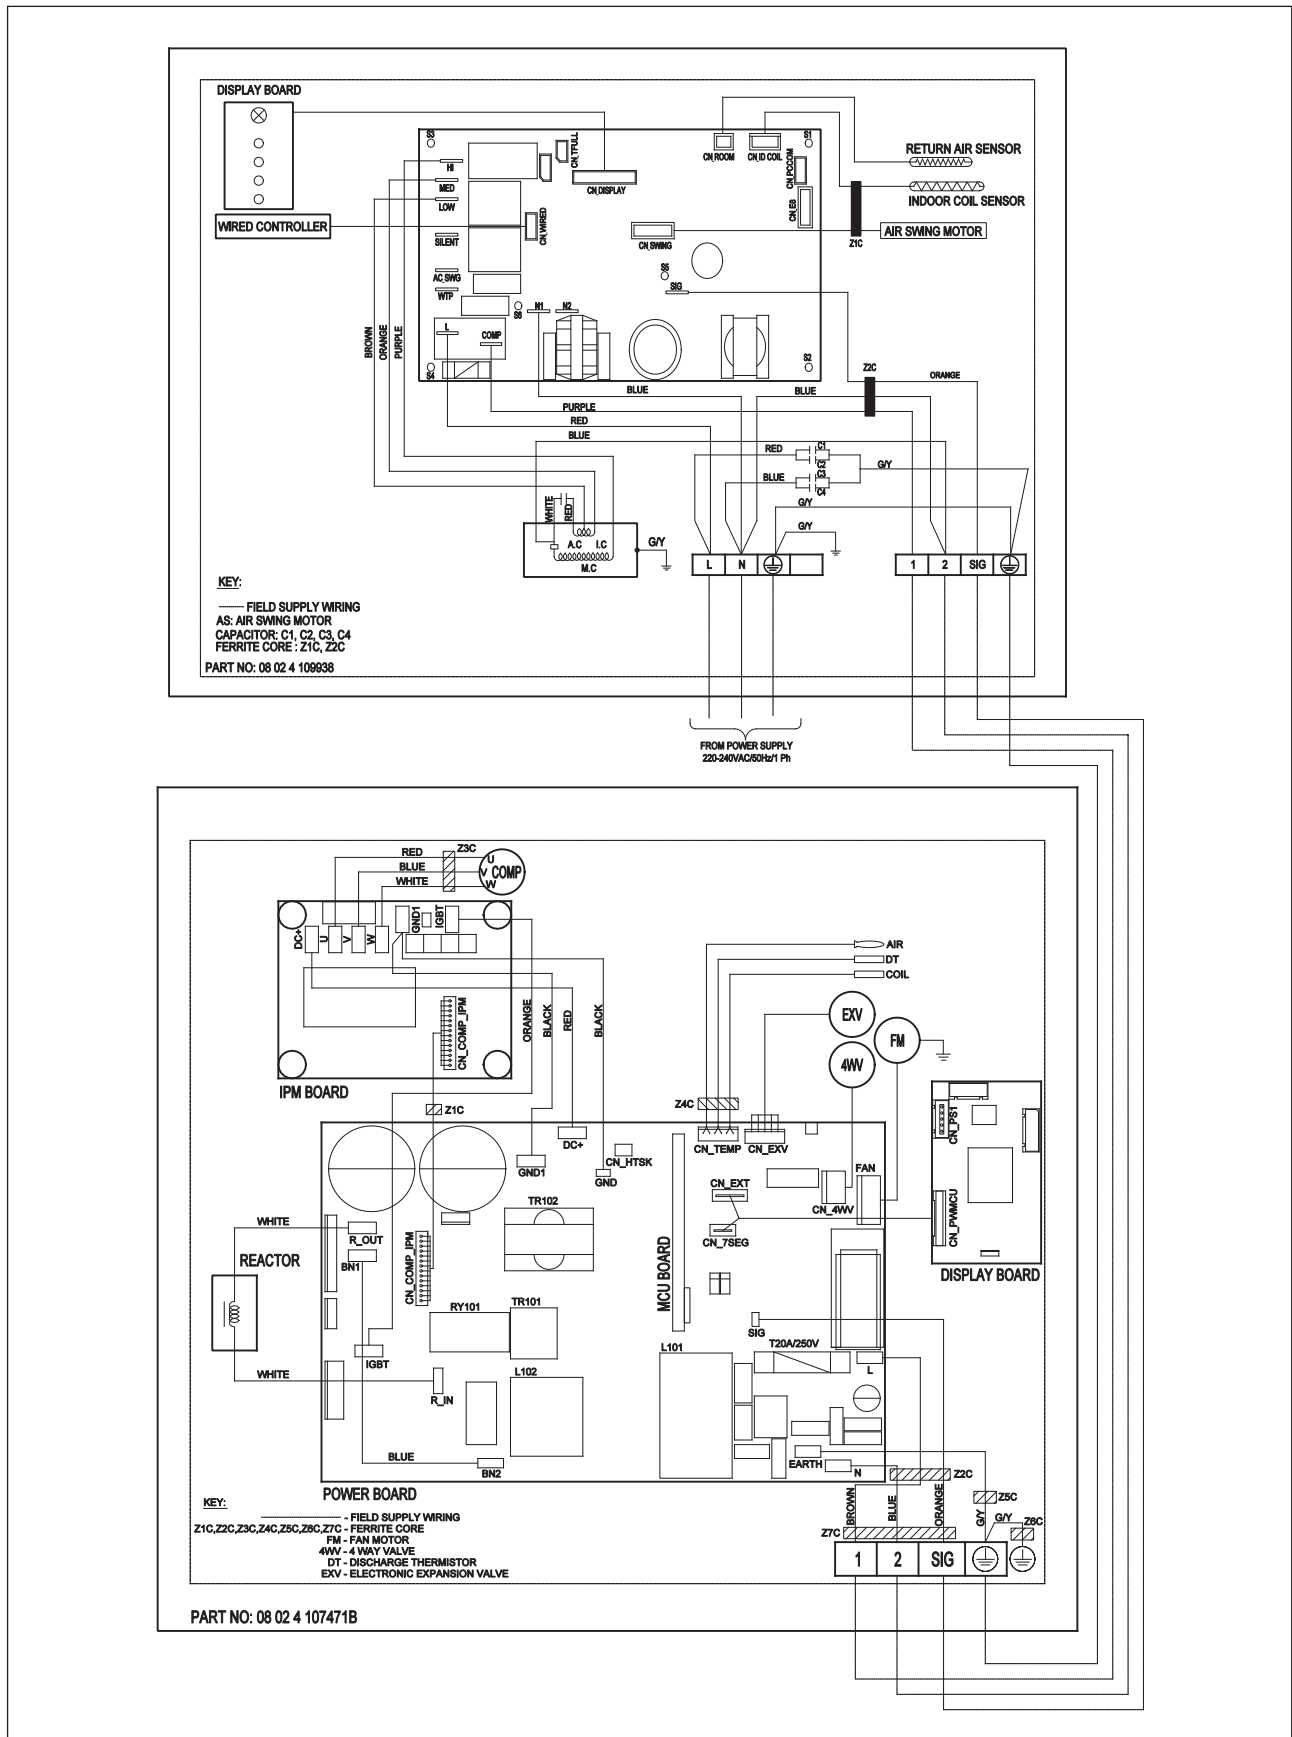 DISPLAY BOARD
WIRED CONTROLLER
S3
HI
MED
LOW
SILENT
AC_SWG
WTP
L
COMP
S4
CN_TFULL
CN_DISPLAY
CN_WIRED
S6
N1
N2
CN_ROOM
CN_ID COIL
S1
CN_PCCOM
CN_ES
CN_SWING
S5
SIG
S2
Z1C
RETURN AIR SENSOR
INDOOR COIL SENSOR
AIR SWING MOTOR
BROWN
ORANGE
PURPLE
BLUE
PURPLE
RED
BLUE
BLUE
Z2C
ORANGE
RED
C1
C2
BLUE
C3
C4
G/Y
G/Y
G/Y
WHITE
RED
A.C
I.C
M.C
G/Y
L
N
1
2
SIG
KEY:
FIELD SUPPLY WIRING
AS: AIR SWING MOTOR
CAPACITOR: C1, C2, C3, C4
FERRITE CORE : Z1C, Z2C
PART NO: 08 02 4 109938
FROM POWER SUPPLY
220-240VAC/50Hz/1 Ph
RED
BLUE
WHITE
Z3C
U
V
W
COMP
DC+
U
V
W
GND1
IGBT
CN_COMP_IPM
IPM BOARD
ORANGE
BLACK
RED
BLACK
Z1C
AIR
DT
COIL
EXV
FM
4WV
Z4C
CN_TEMP
CN_EXV
CN_PS1
CN_PWMCU
DISPLAY BOARD
GND1
DC+
CN_HTSK
GND
CN_EXT
CN_7SEG
CN_4WV
FAN
TR102
WHITE
R_OUT
REACTOR
BN1
CN_COMP_IPM
MCU BOARD
RY101
TR101
SIG
IGBT
L101
T20A/250V
L
WHITE
L102
R_IN
BLUE
BN2
EARTH
N
POWER BOARD
Z2C
Z5C
BROWN
BLUE
ORANGE
G/Y
G/Y
Z6C
Z7C
1
2
SIG
KEY:
- FIELD SUPPLY WIRING
Z1C,Z2C,Z3C,Z4C,Z5C,Z6C,Z7C - FERRITE CORE
FM - FAN MOTOR
4WV - 4 WAY VALVE
DT - DISCHARGE THERMISTOR
EXV - ELECTRONIC EXPANSION VALVE
PART NO: 08 02 4 107471B